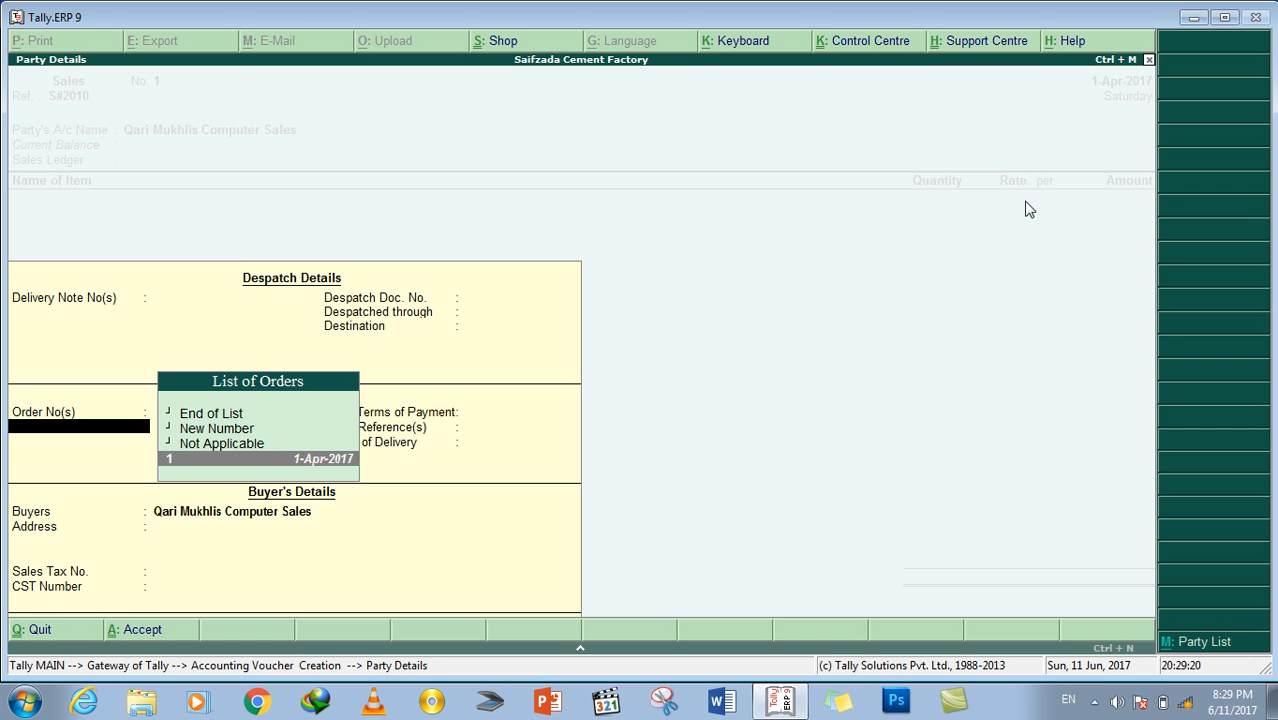 Tally.ERP 9
P: Print E: Export M: E-Mail O: Upload S: Shop G: Language K: Keyboard K: Control Centre H: Support Centre H: Help
Party Details Saifzada Cement Factory Ctrl + M
Sales No. 1 1-Apr-2017
Ref. : S#2010 Saturday
Party's A/c Name : Qari Mukhlis Computer Sales
Current Balance :
Sales Ledger :
Name of Item Quantity Rate per Amount
Despatch Details
Delivery Note No(s) : Despatch Doc. No. :
Despatched through :
Destination :
List of Orders
Order No(s) : End of List Terms of Payment:
New Number Reference(s) :
Not Applicable of Delivery :
1 1-Apr-2017
Buyer's Details
Buyers : Qari Mukhlis Computer Sales
Address :
Sales Tax No. :
CST Number :
Q: Quit A: Accept
M: Party List
Ctrl + N
Tally MAIN --> Gateway of Tally --> Accounting Voucher Creation --> Party Details (c) Tally Solutions Pvt. Ltd., 1988-2013 Sun, 11 Jun, 2017 20:29:20
321 W Tally ERP 9 Ps EN 8:29 PM
6/11/2017